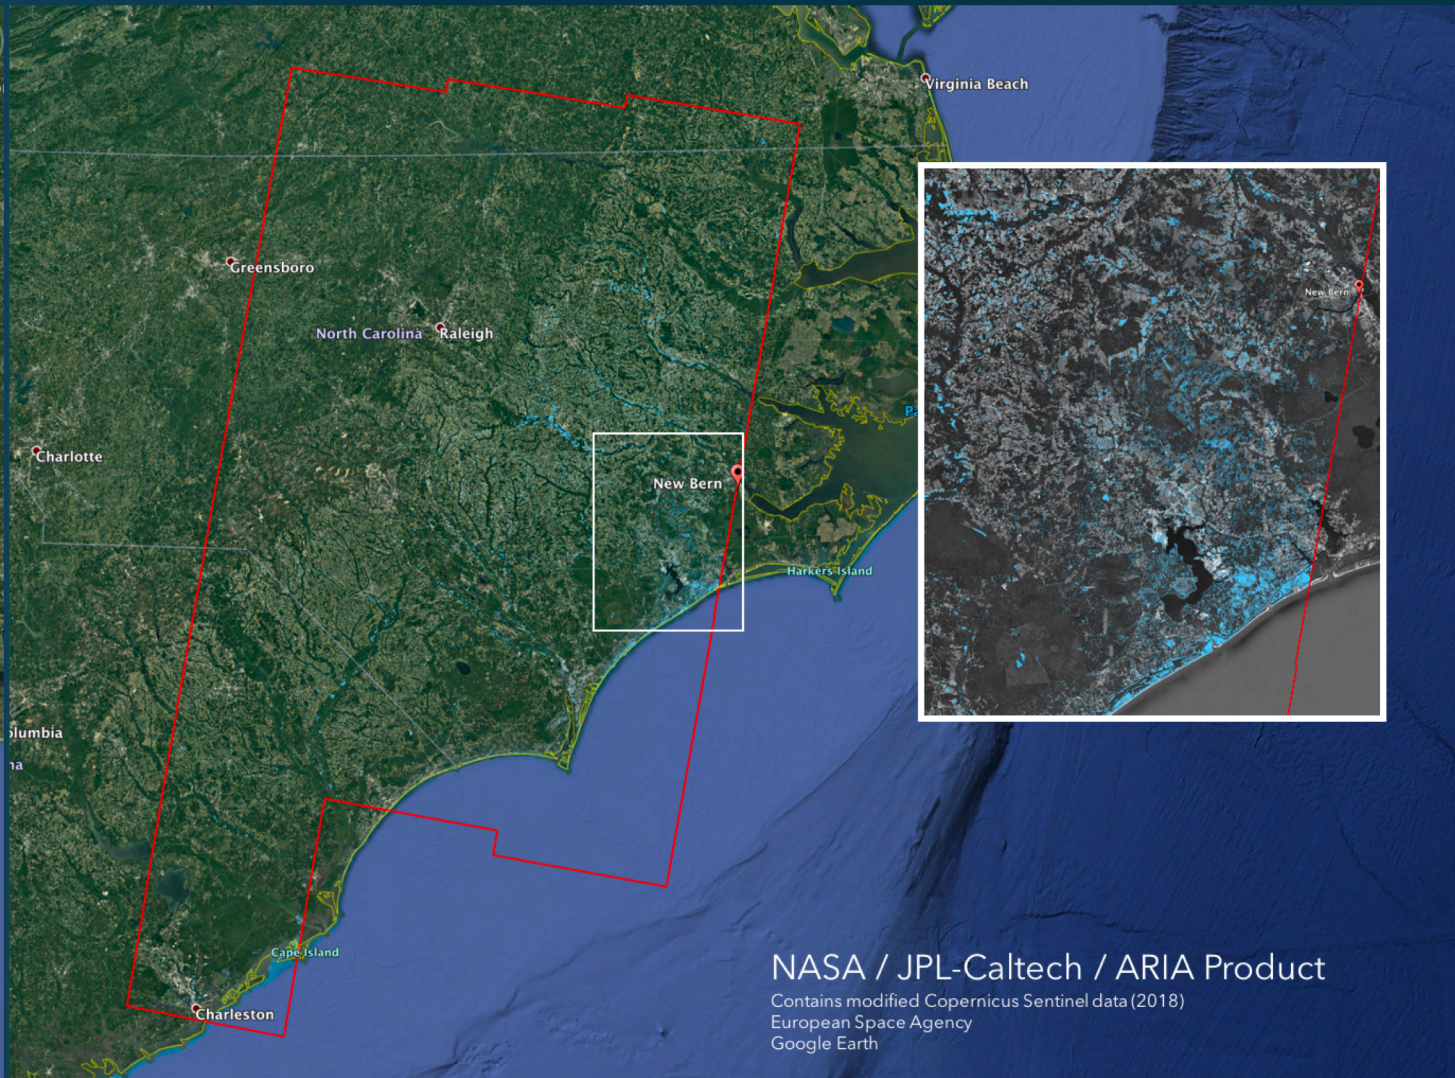 Virginia Beach
Greensboro
North Carolina
Raleigh
New Bern
Charlotte
New Bern
Harkers Island
Cape Island
Charleston
NASA / JPL-Caltech / ARIA Product
Contains modified Copernicus Sentinel data (2018)
European Space Agency
Google Earth